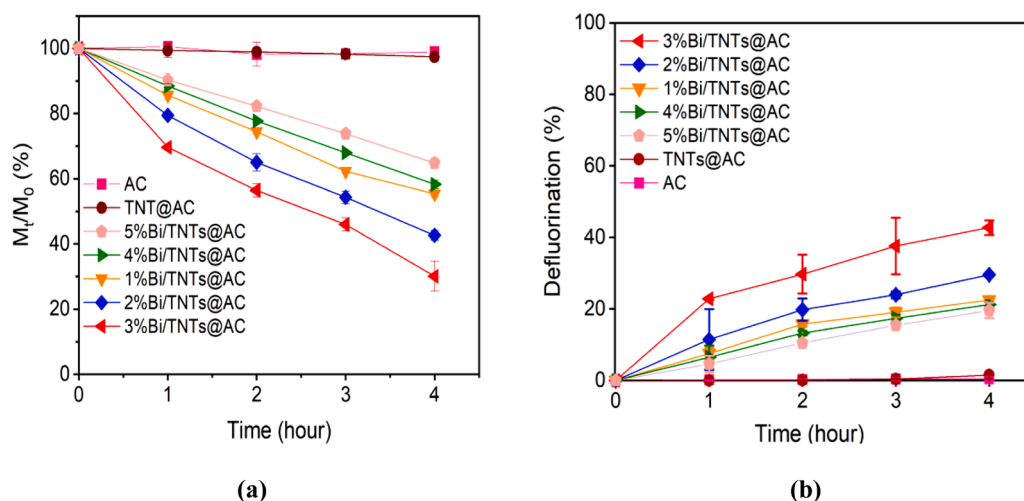 100
80
60
40
20
0
M_t/M_0 (%)
AC
TNT@AC
5%Bi/TNTs@AC
4%Bi/TNTs@AC
1%Bi/TNTs@AC
2%Bi/TNTs@AC
3%Bi/TNTs@AC
0 1 2 3 4
Time (hour)
(a)
100
80
60
40
20
0
Defluorination (%)
3%Bi/TNTs@AC
2%Bi/TNTs@AC
1%Bi/TNTs@AC
4%Bi/TNTs@AC
5%Bi/TNTs@AC
TNTs@AC
AC
0 1 2 3 4
Time (hour)
(b)